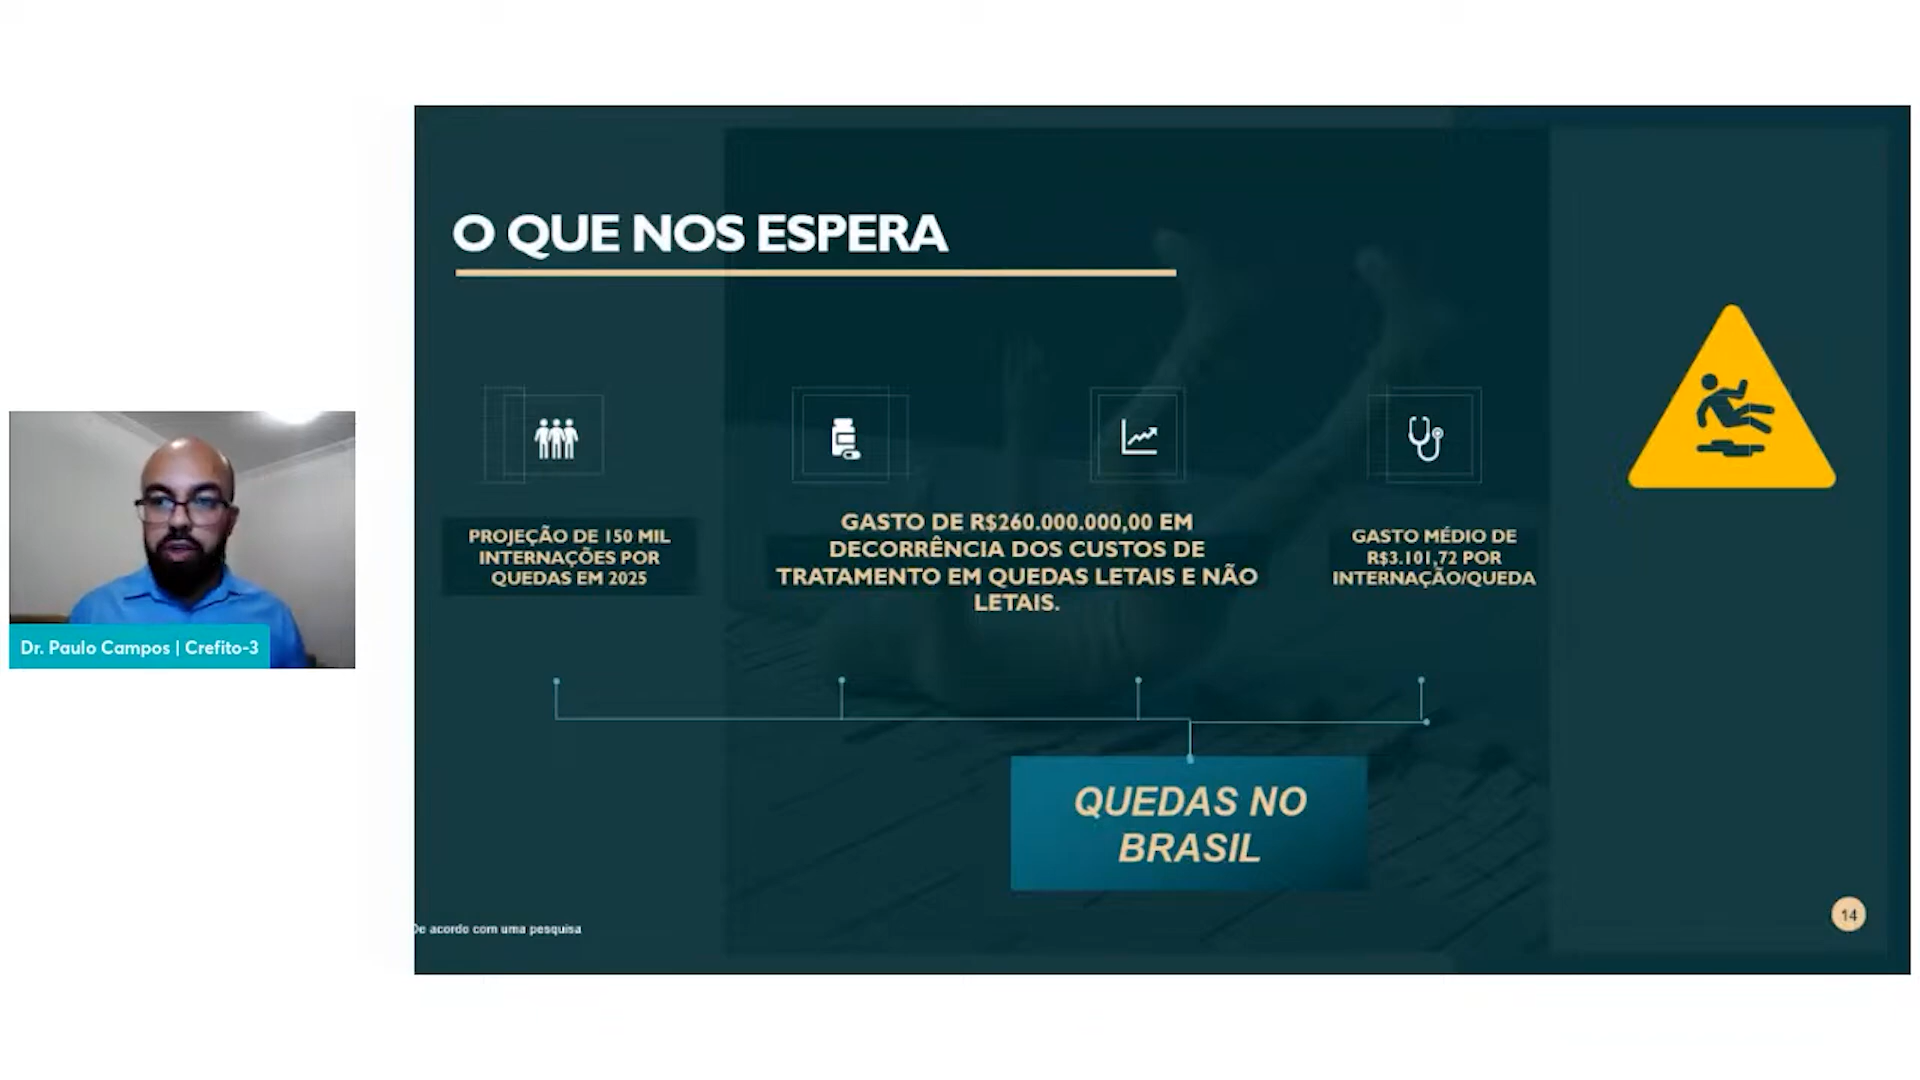 O QUE NOS ESPERA
PROJEÇÃO DE 150 MIL
INTERNAÇÕES POR
QUEDAS EM 2025
GASTO DE R$260.000.000,00 EM
DECORRÊNCIA DOS CUSTOS DE
TRATAMENTO EM QUEDAS LETAIS E NÃO
LETAIS.
GASTO MÉDIO DE
R$3.101,72 POR
INTERNAÇÃO/QUEDA
QUEDAS NO
BRASIL
De acordo com uma pesquisa
14
Dr. Paulo Campos | Crefito-3